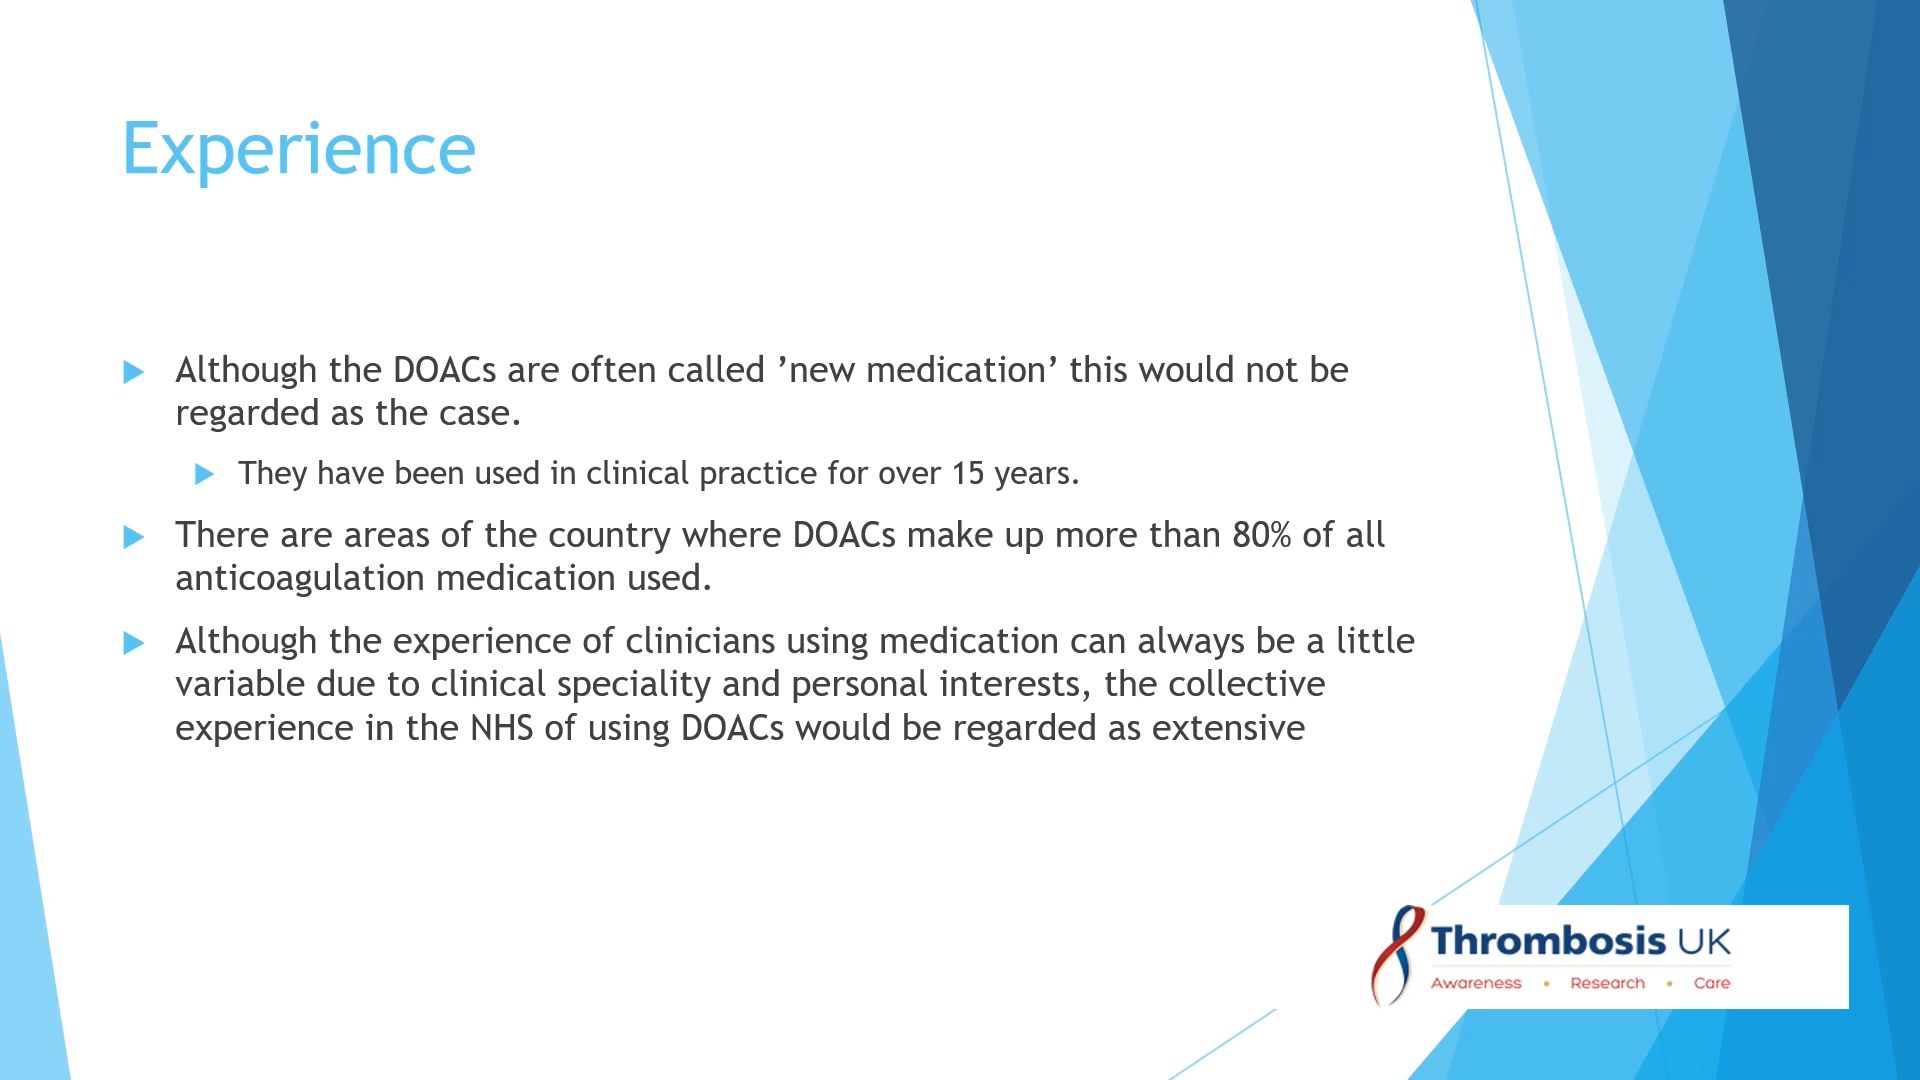 Experience
Although the DOACs are often called ’new medication’ this would not be
regarded as the case.
They have been used in clinical practice for over 15 years.
There are areas of the country where DOACs make up more than 80% of all
anticoagulation medication used.
Although the experience of clinicians using medication can always be a little
variable due to clinical speciality and personal interests, the collective
experience in the NHS of using DOACs would be regarded as extensive
Thrombosis UK
Awareness • Research • Care